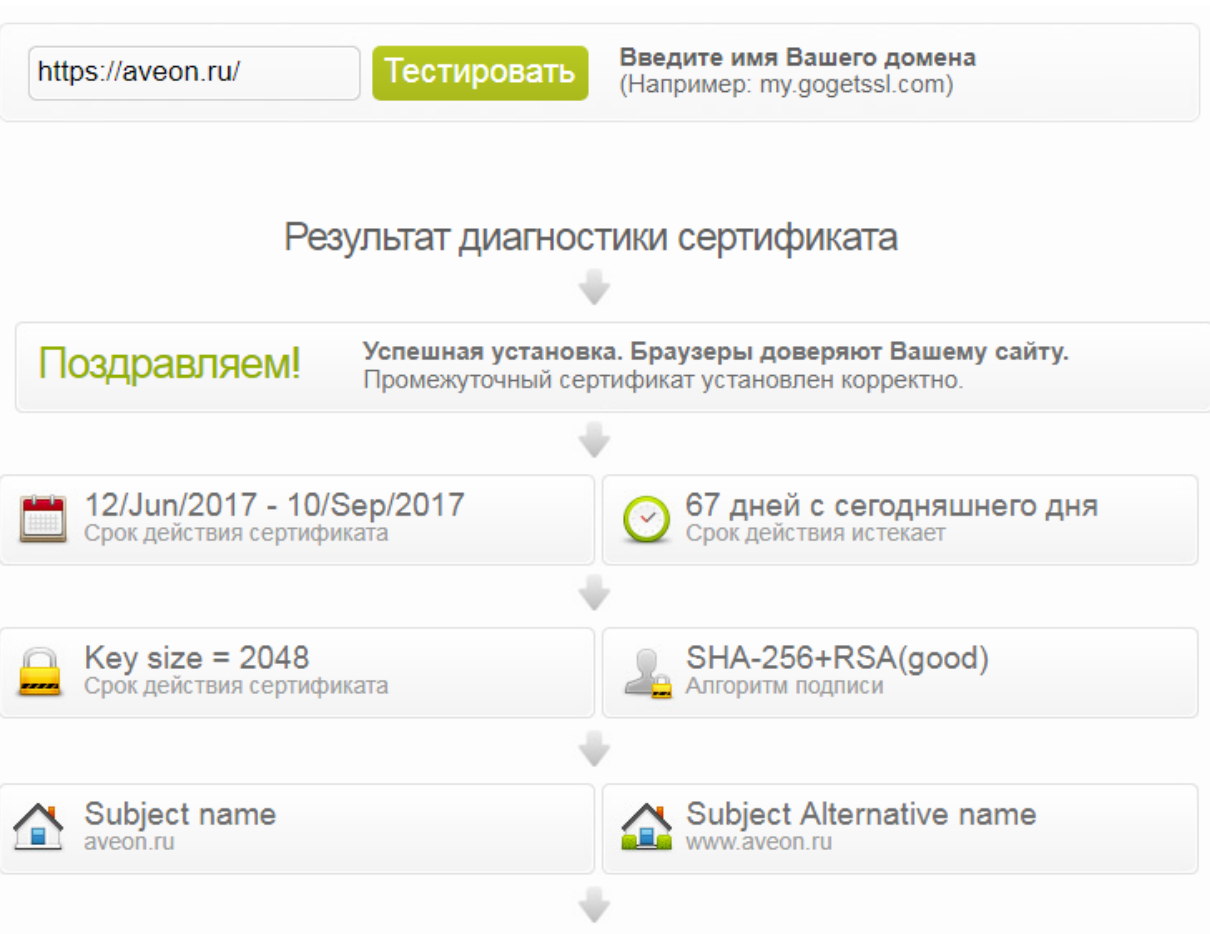 https://aveon.ru/
Тестировать
Введите имя Вашего домена
(Например: my.gogetssl.com)
Результат диагностики сертификата
Поздравляем!
Успешная установка. Браузеры доверяют Вашему сайту.
Промежуточный сертификат установлен корректно.
12/Jun/2017 - 10/Sep/2017
Срок действия сертификата
67 дней с сегодняшнего дня
Срок действия истекает
Key size = 2048
Срок действия сертификата
SHA-256+RSA(good)
Алгоритм подписи
Subject name
aveon.ru
Subject Alternative name
www.aveon.ru